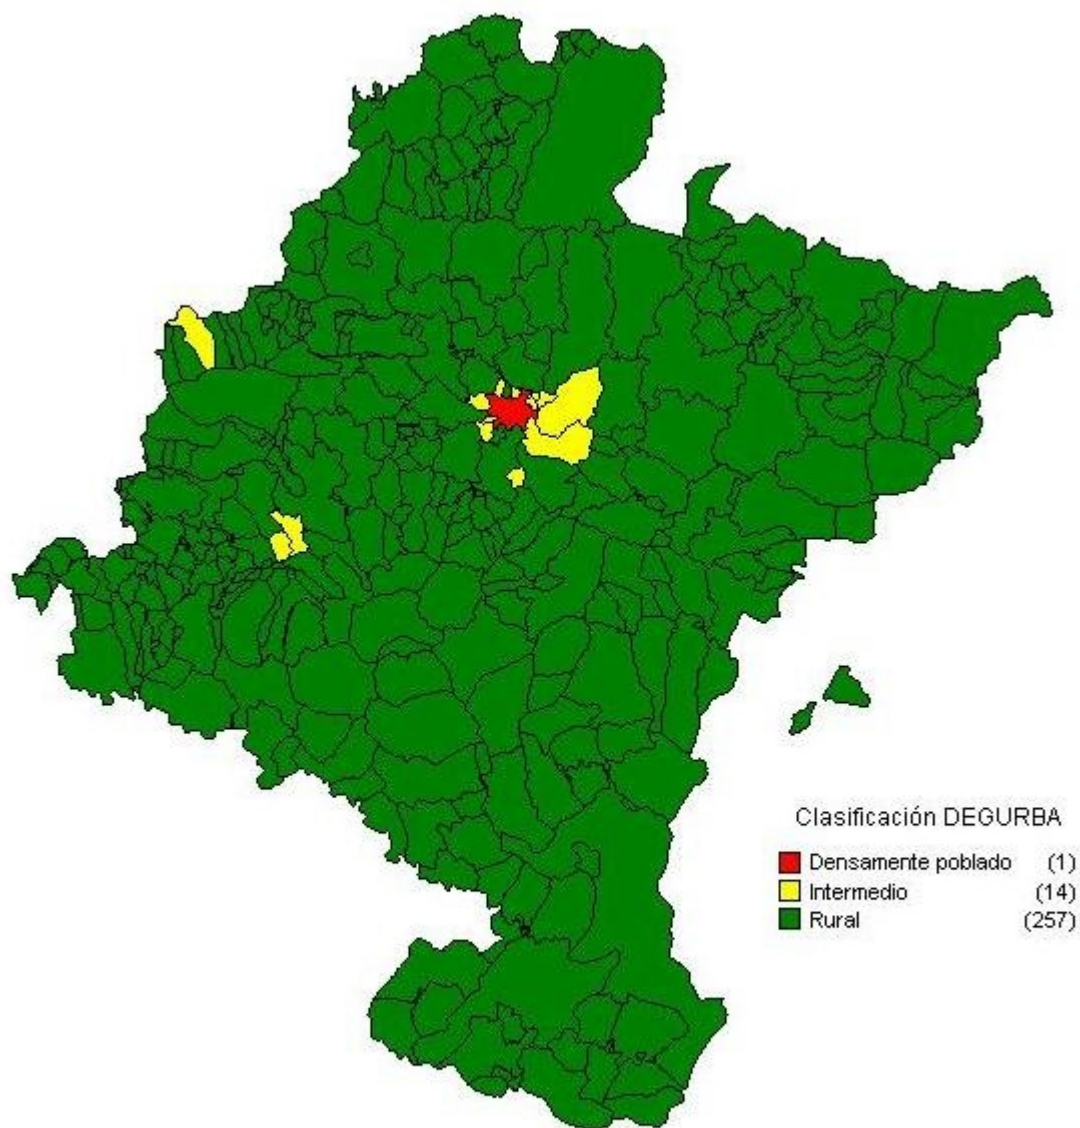 Clasificación DEGURBA
Densamente poblado (1)
Intermedio (14)
Rural (257)